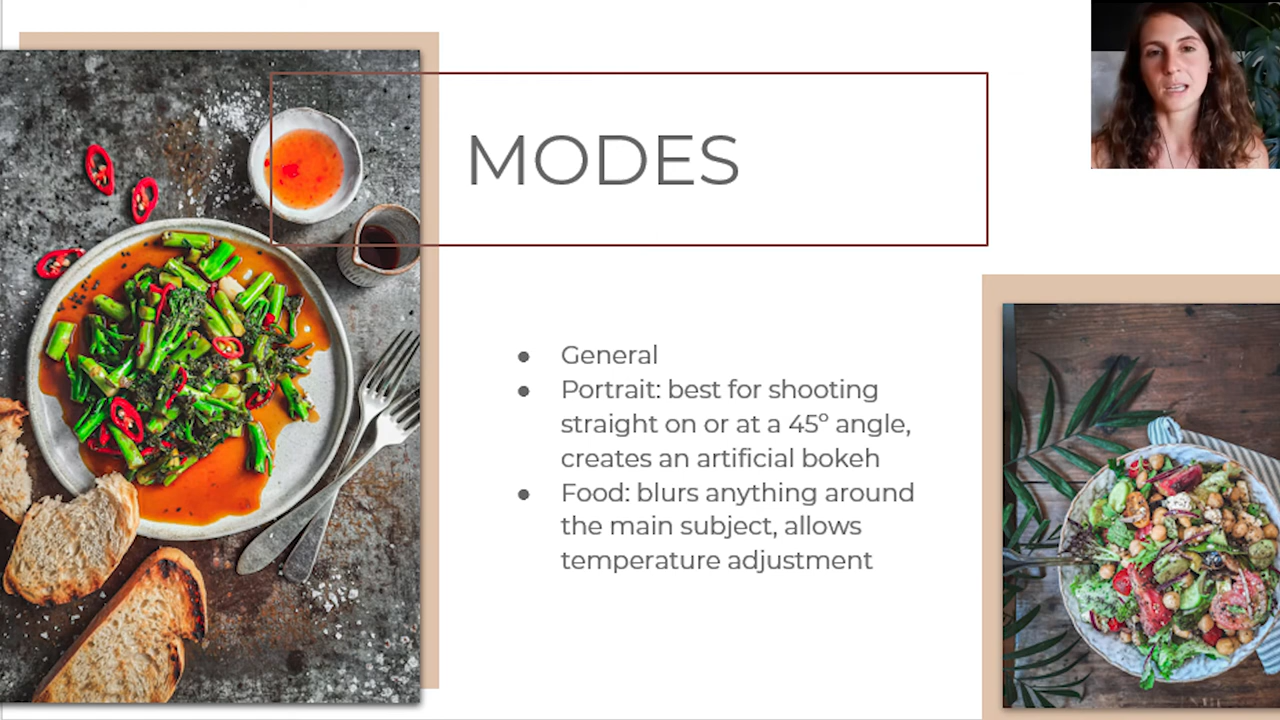 MODES
General
Portrait: best for shooting
straight on or at a 45º angle,
creates an artificial bokeh
Food: blurs anything around
the main subject, allows
temperature adjustment